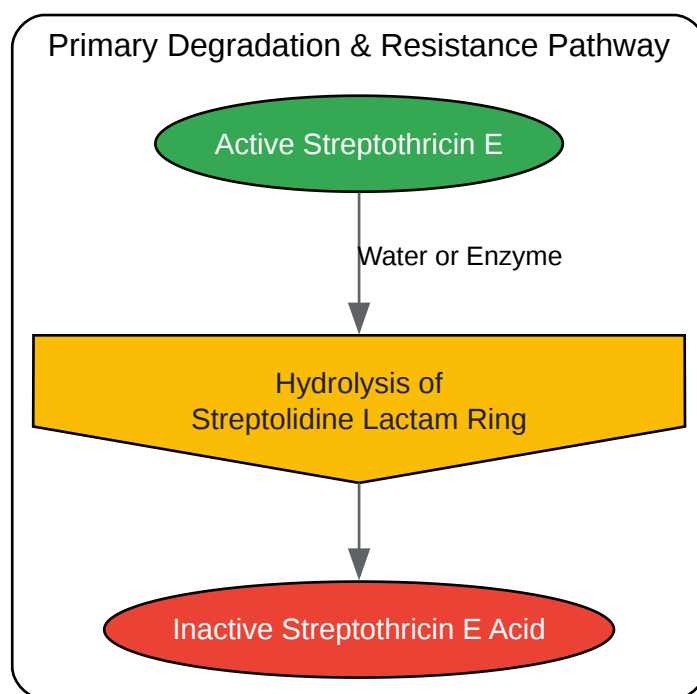 Primary Degradation & Resistance Pathway
Active Streptothricin E
Water or Enzyme
Hydrolysis of
Streptolidine Lactam Ring
Inactive Streptothricin E Acid